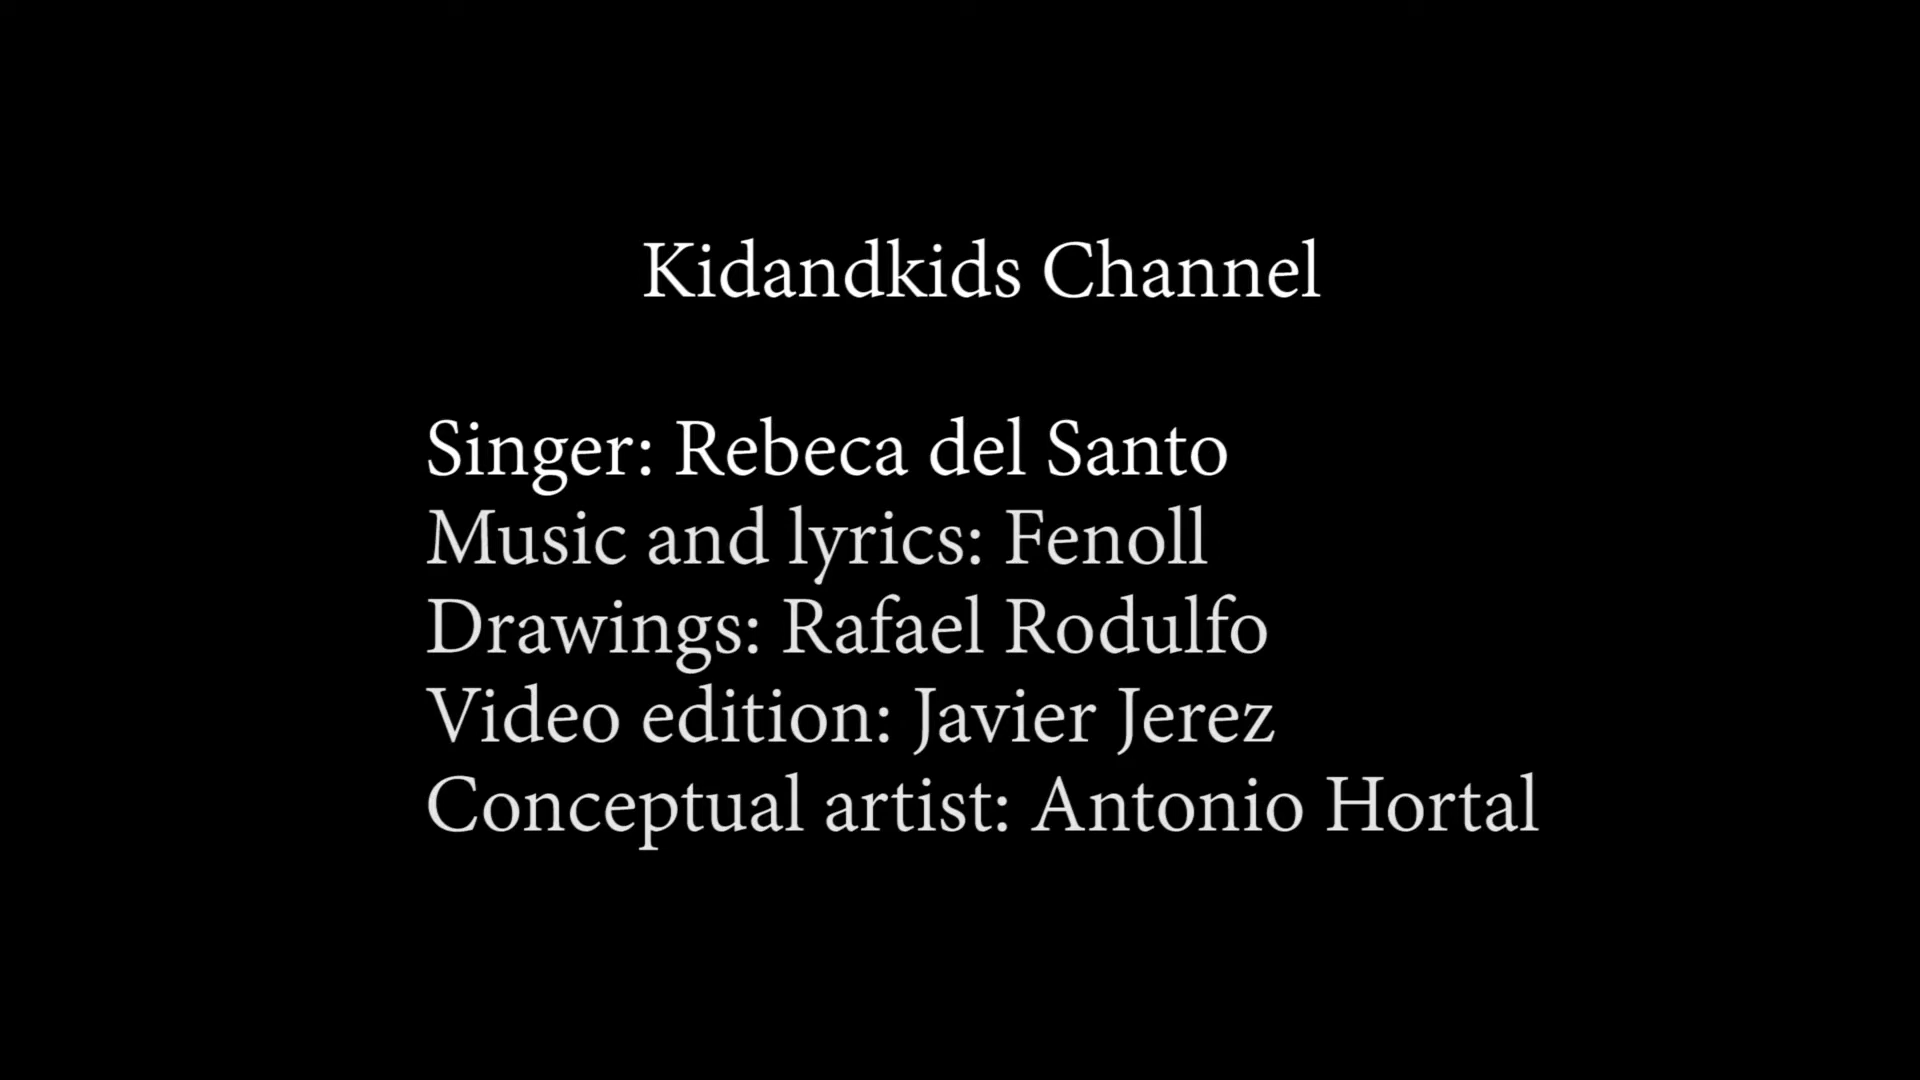 Kidandkids Channel
Singer: Rebeca del Santo
Music and lyrics: Fenoll
Drawings: Rafael Rodulfo
Video edition: Javier Jerez
Conceptual artist: Antonio Hortal